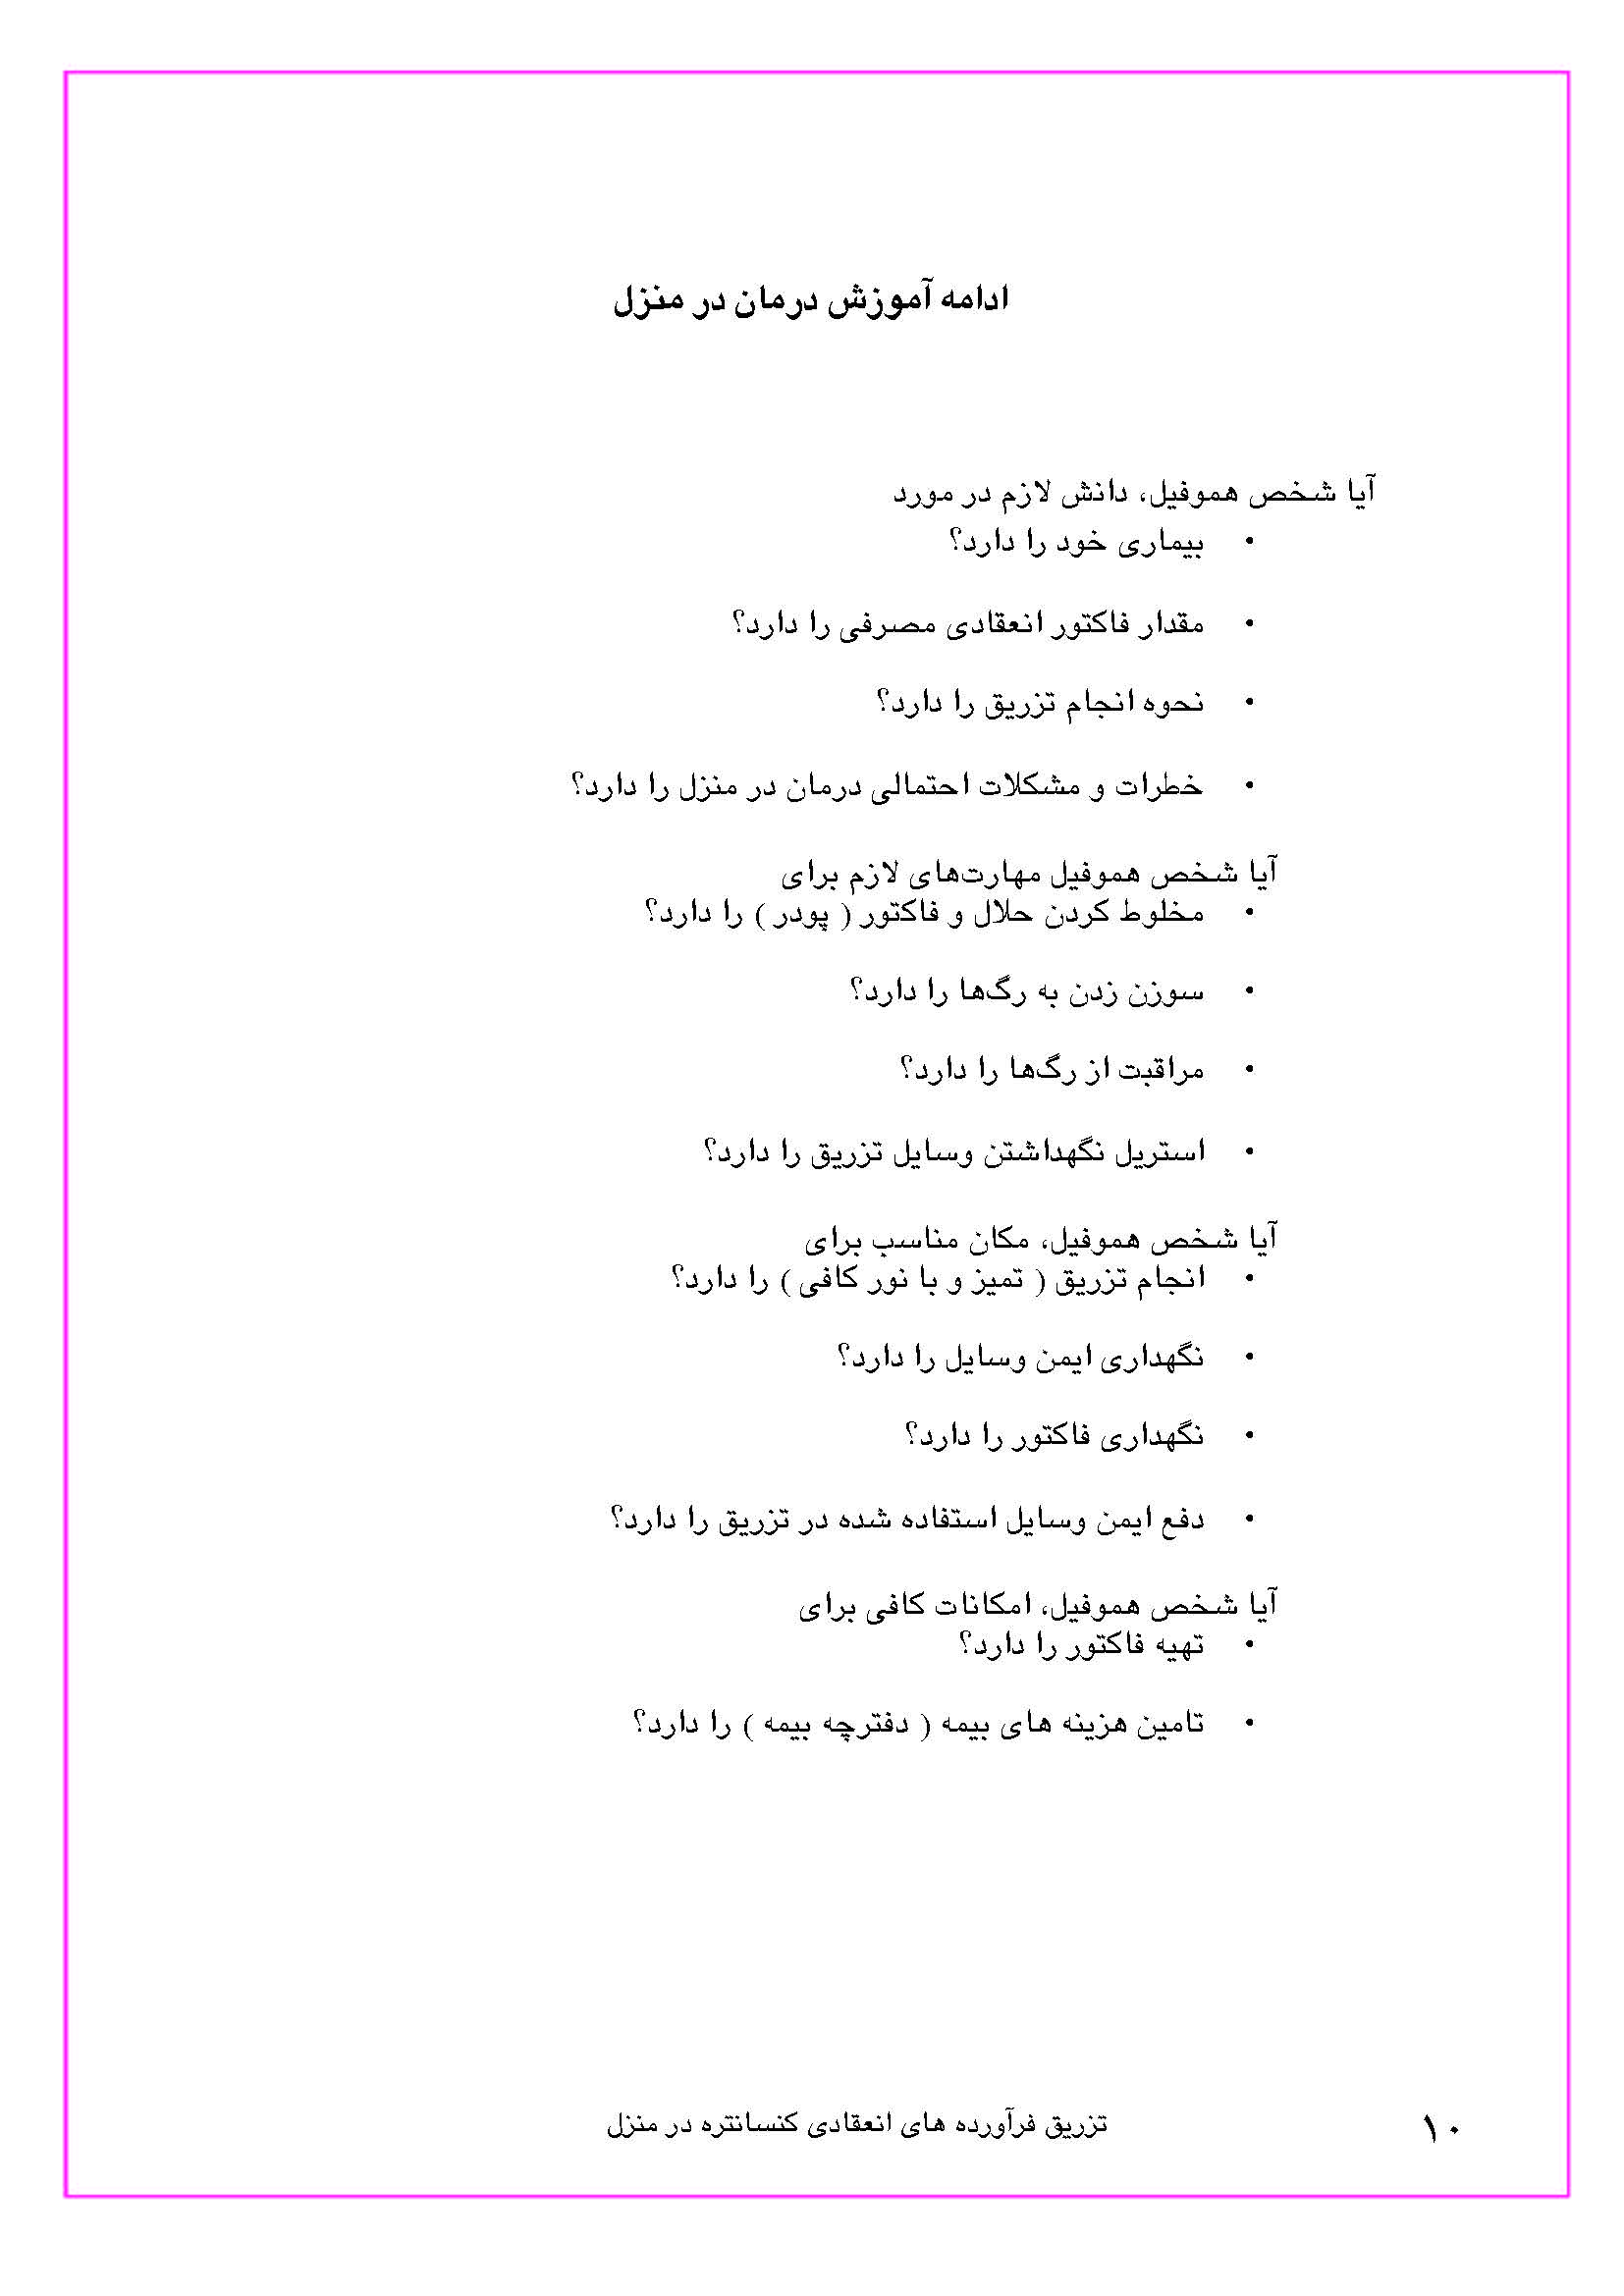 ادامه آموزش درمان در منزل
آیا شخص هموفیل، دانش لازم در مورد
• بیماری خود را دارد؟
• مقدار فاکتور انعقادی مصرفی را دارد؟
• نحوه انجام تزریق را دارد؟
• خطرات و مشکلات احتمالی درمان در منزل را دارد؟
آیا شخص هموفیل مهارت‌های لازم برای
• مخلوط کردن حلال و فاکتور ( پودر ) را دارد؟
• سوزن زدن به رگ‌ها را دارد؟
• مراقبت از رگ‌ها را دارد؟
• استریل نگهداشتن وسایل تزریق را دارد؟
آیا شخص هموفیل، مکان مناسب برای
• انجام تزریق ( تمیز و با نور کافی ) را دارد؟
• نگهداری ایمن وسایل را دارد؟
• نگهداری فاکتور را دارد؟
• دفع ایمن وسایل استفاده شده در تزریق را دارد؟
آیا شخص هموفیل، امکانات کافی برای
• تهیه فاکتور را دارد؟
• تامین هزینه های بیمه ( دفترچه بیمه ) را دارد؟
۱۰ تزریق فرآورده های انعقادی کنسانتره در منزل